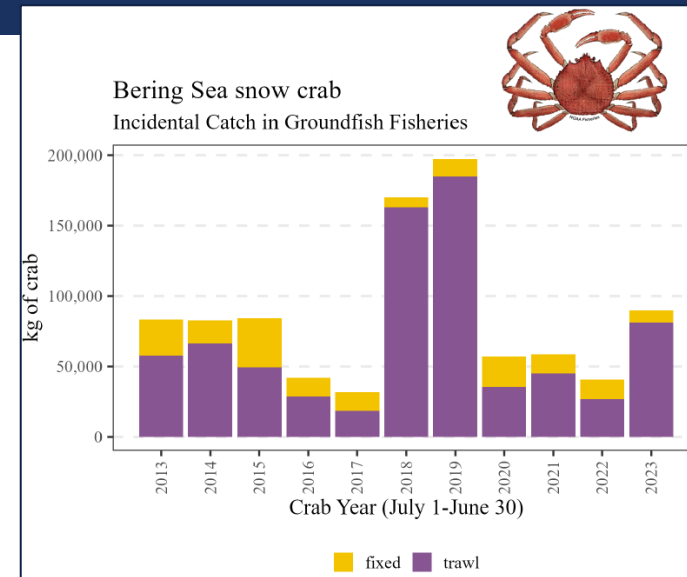 Bering Sea snow crab
Incidental Catch in Groundfish Fisheries
NOAA Fisheries
200,000
150,000
100,000
50,000
0
kg of crab
2013
2014
2015
2016
2017
2018
2019
2020
2021
2022
2023
Crab Year (July 1-June 30)
fixed
trawl